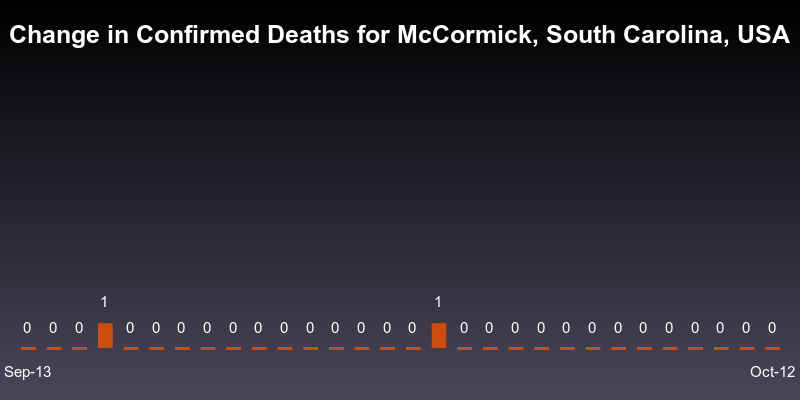 Change in Confirmed Deaths for McCormick, South Carolina, USA
1 1
0 0 0 0 0 0 0 0 0 0 0 0 0 0 0 0 0 0 0 0 0 0 0 0 0 0 0 0
Sep-13 Oct-12